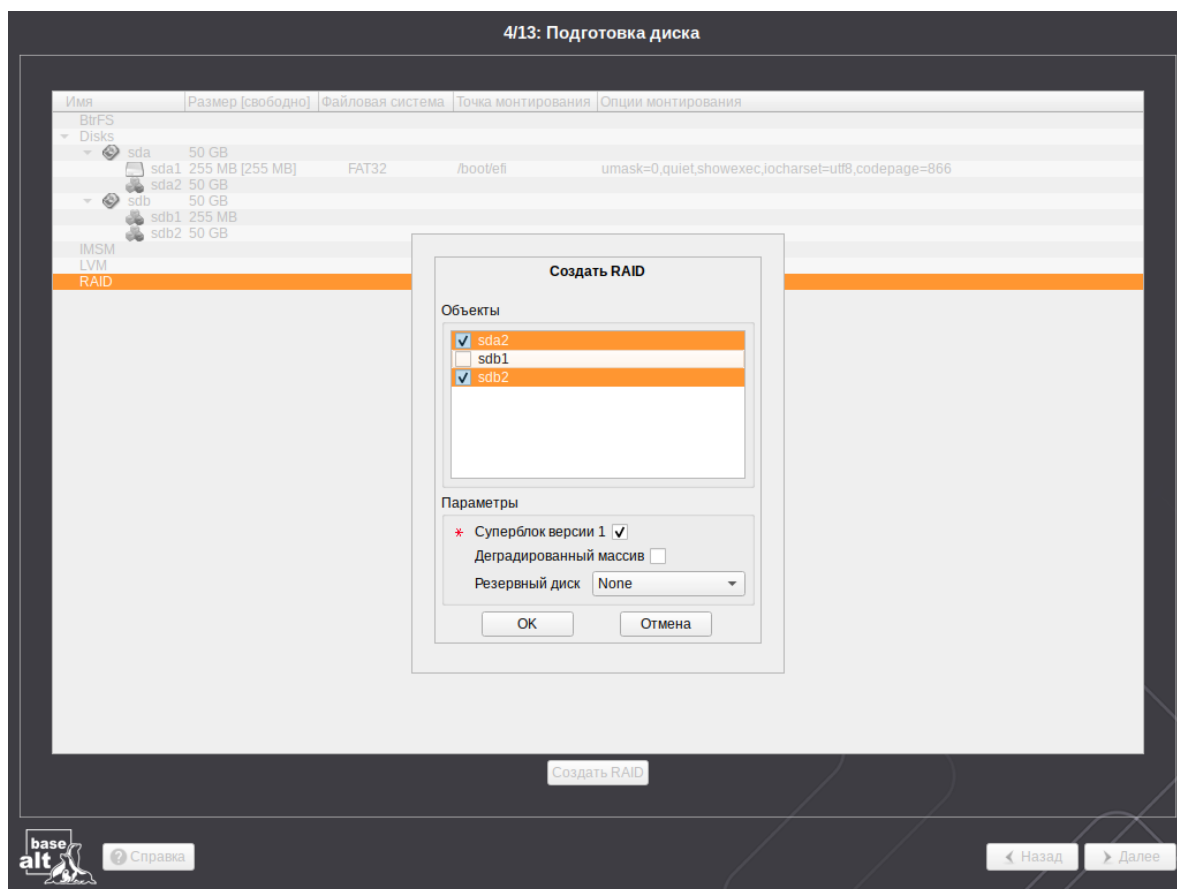 4/13: Подготовка диска
Имя Размер [свободно] Файловая система Точка монтирования Опции монтирования
BtrFS
Disks
sda 50 GB
sda1 255 MB [255 MB] FAT32 /boot/efi umask=0,quiet,showexec,iocharset=utf8,codepage=866
sda2 50 GB
sdb 50 GB
sdb1 255 MB
sdb2 50 GB
IMSM
LVM
RAID
Создать RAID
Объекты
sda2
sdb1
sdb2
Параметры
* Суперблок версии 1
Деградированный массив
Резервный диск None
OK Отмена
Создать RAID
base
alt
Справка
Назад Далее